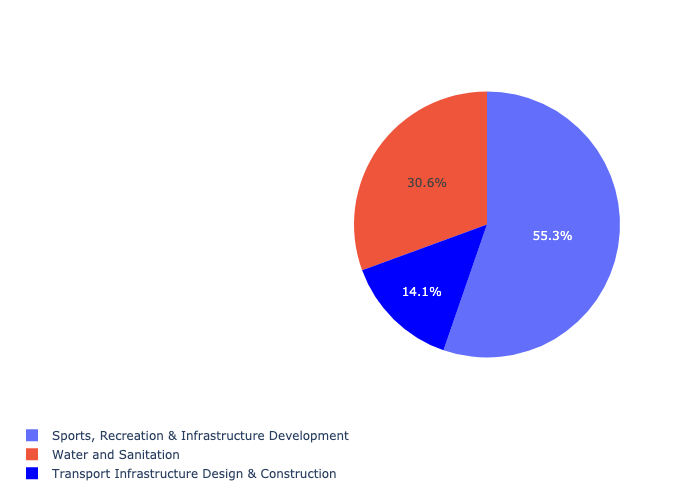 30.6%
55.3%
14.1%
Sports, Recreation & Infrastructure Development
Water and Sanitation
Transport Infrastructure Design & Construction